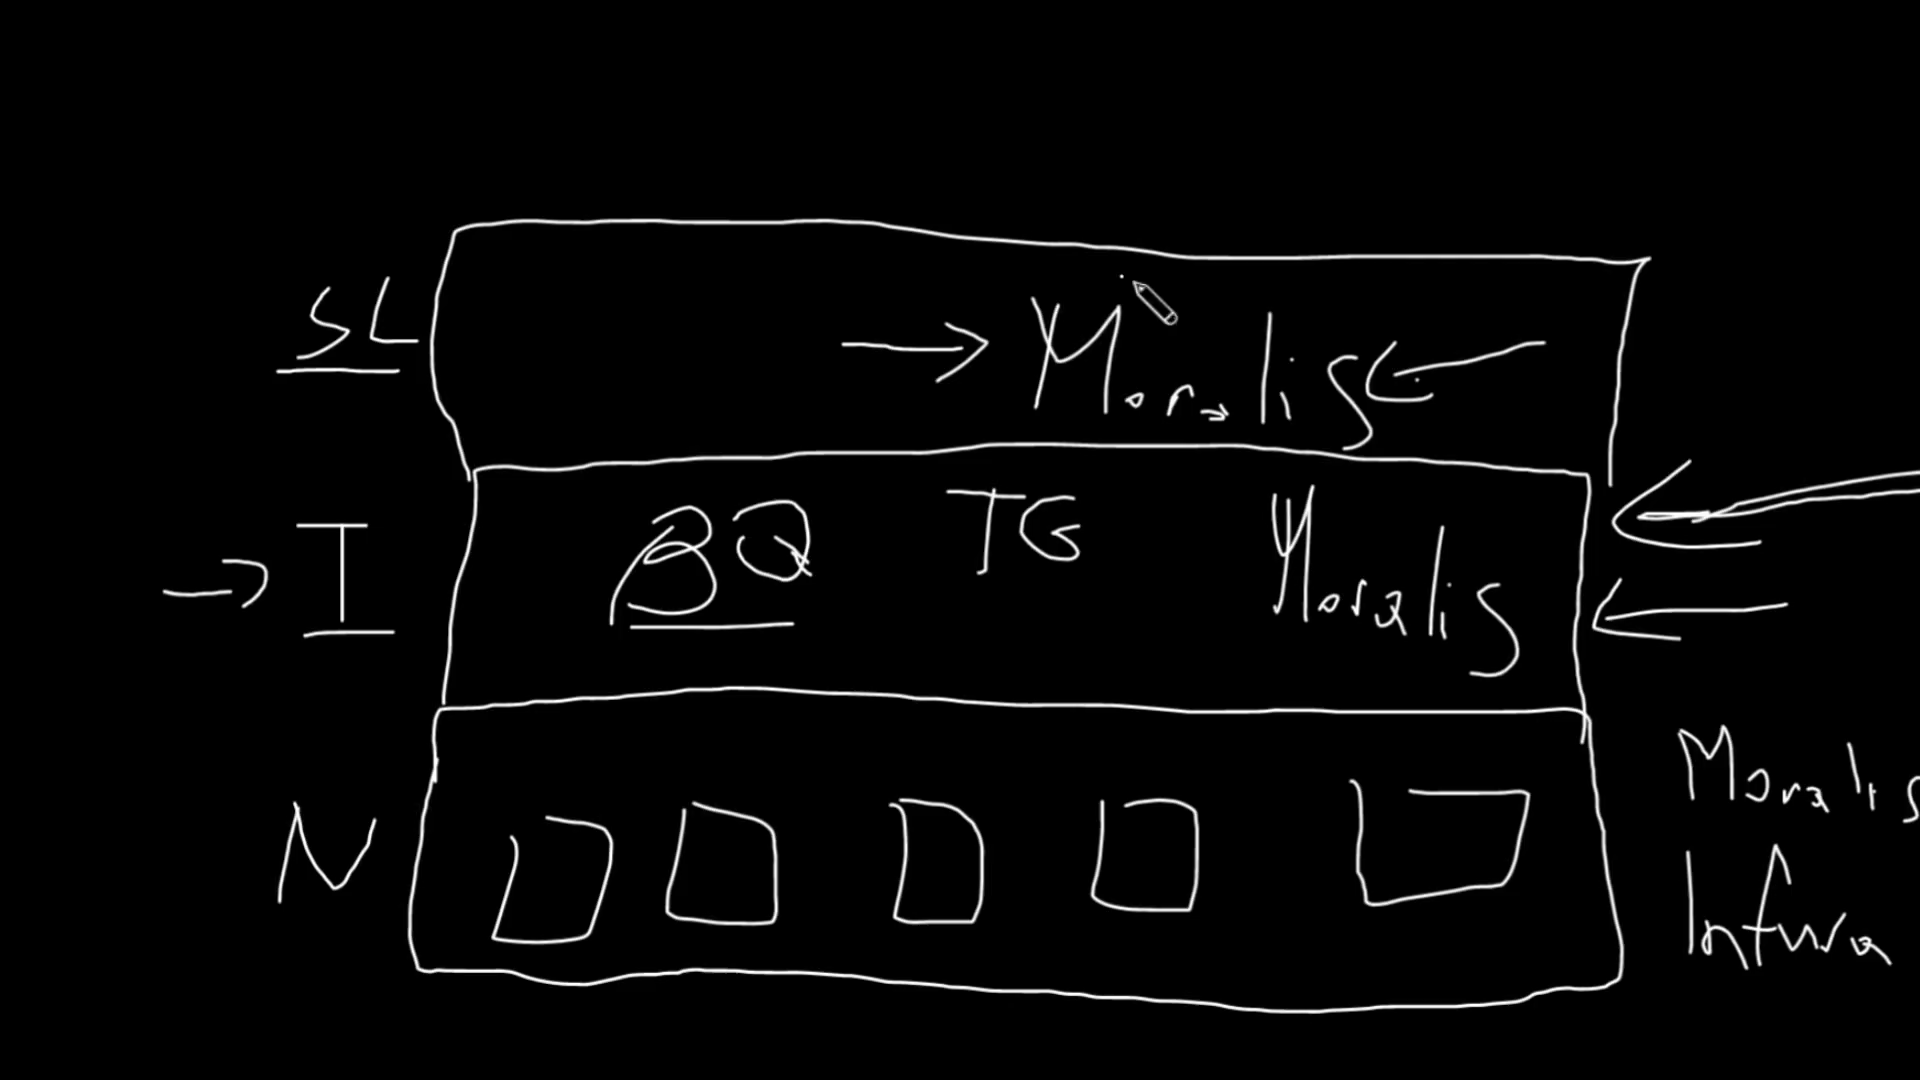 SL
Moralis
I
BQ TG Moralis
N
Moralis
Infura